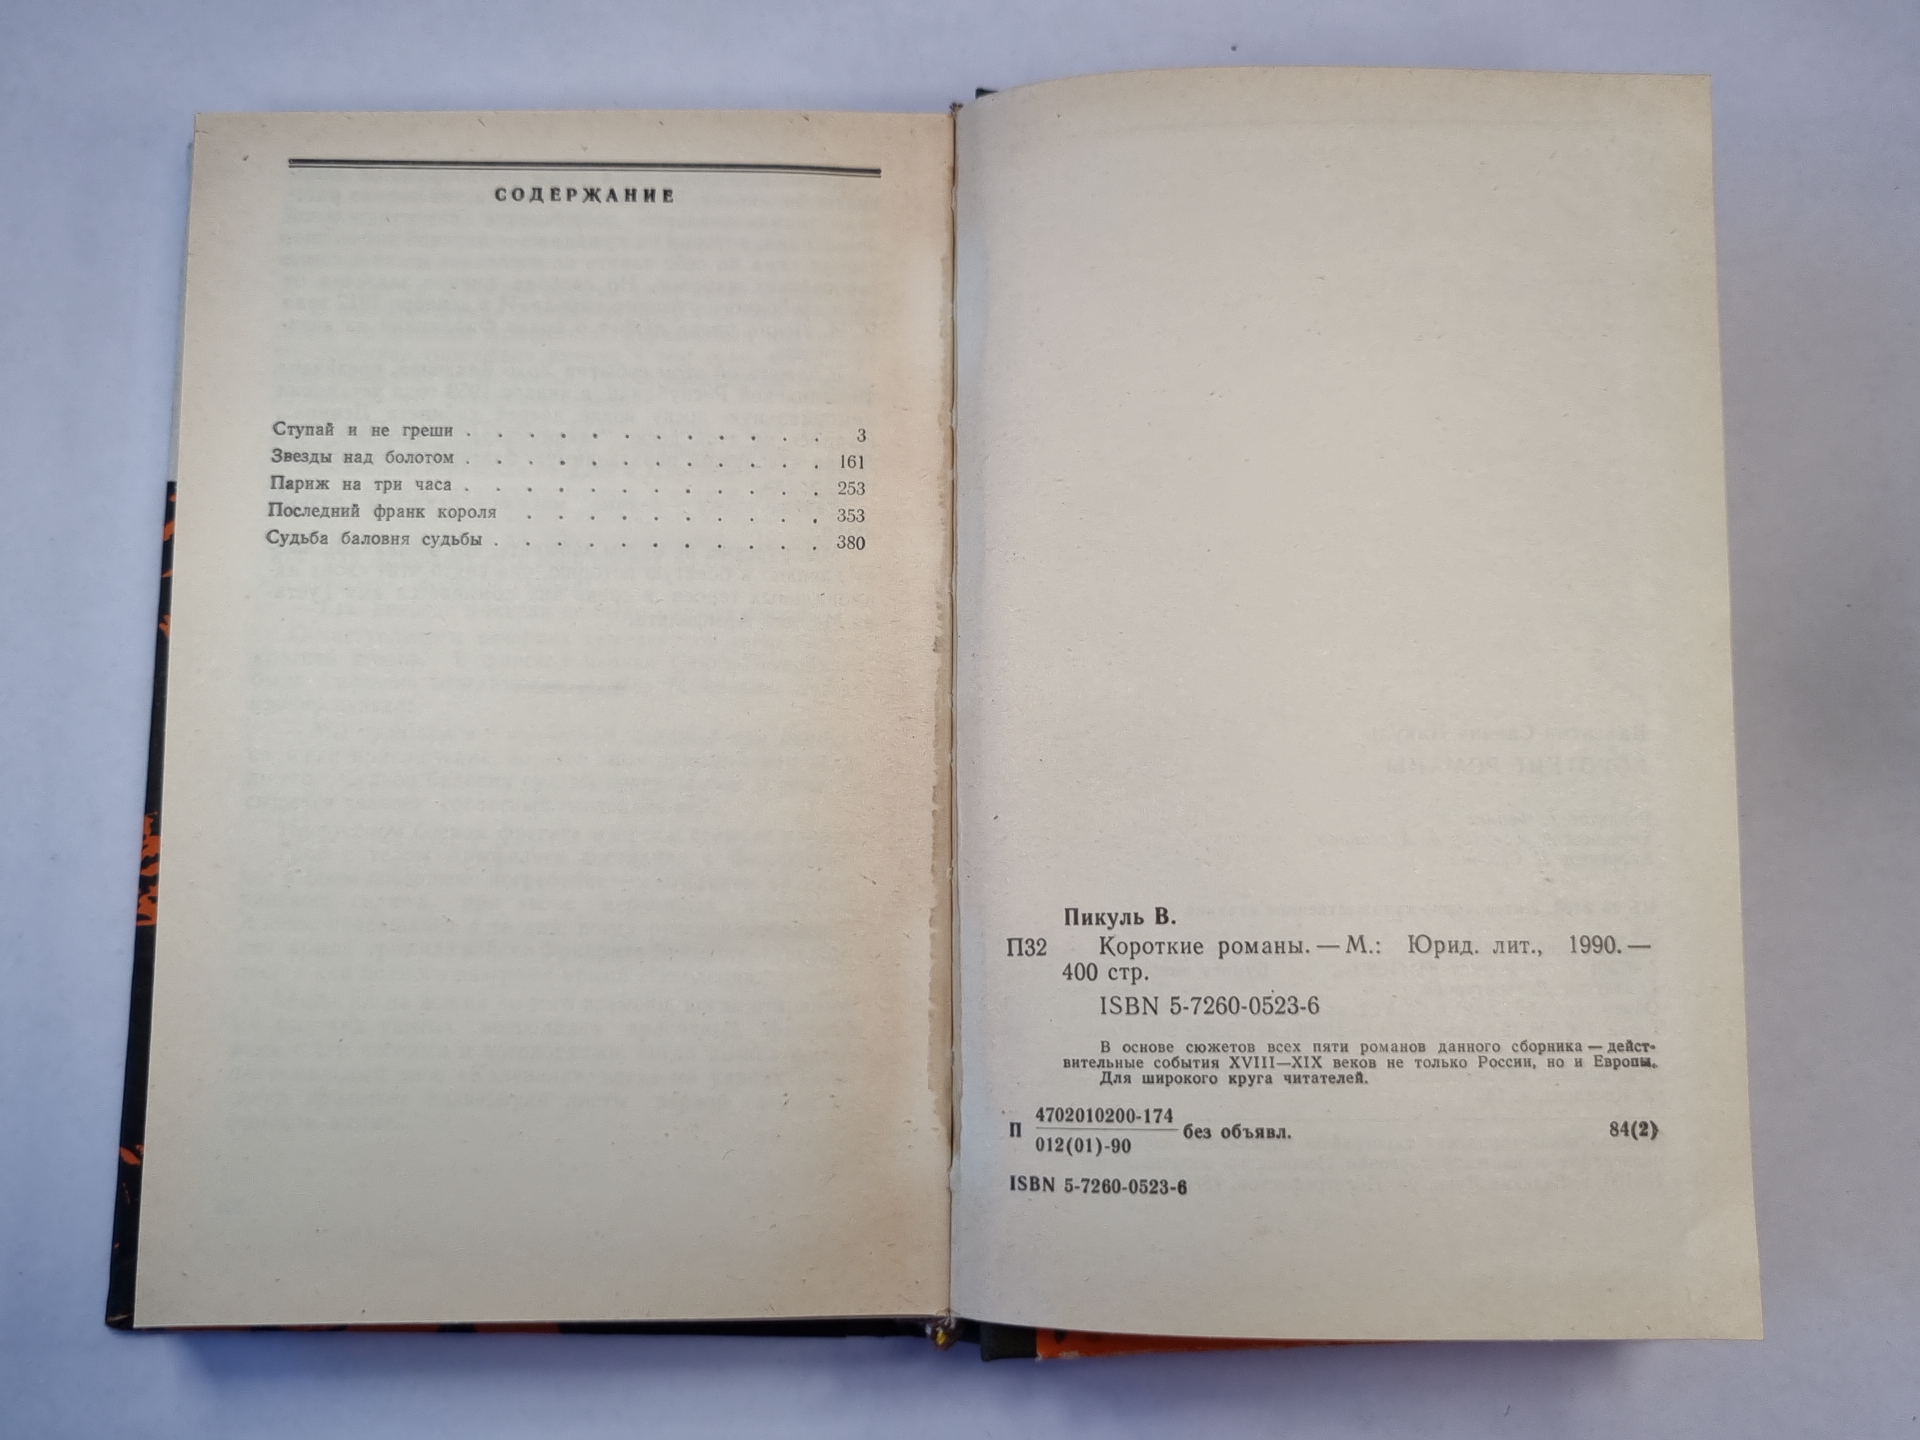 СОДЕРЖАНИЕ
Ступай и не греши . . . . . . . . . . . . 3
Звезды над болотом . . . . . . . . . . . . 161
Париж на три часа . . . . . . . . . . . . 253
Последний франк короля . . . . . . . . . . 353
Судьба баловня судьбы . . . . . . . . . . . 380
Пикуль В.
П32 Короткие романы. — М.: Юрид. лит., 1990. —
400 стр.
ISBN 5-7260-0523-6
В основе сюжетов всех пяти романов данного сборника — дейст-
вительные события XVIII—XIX веков не только России, но и Европы.
Для широкого круга читателей.
П 4702010200-174
012(01)-90 без объявл. 84(2)
ISBN 5-7260-0523-6